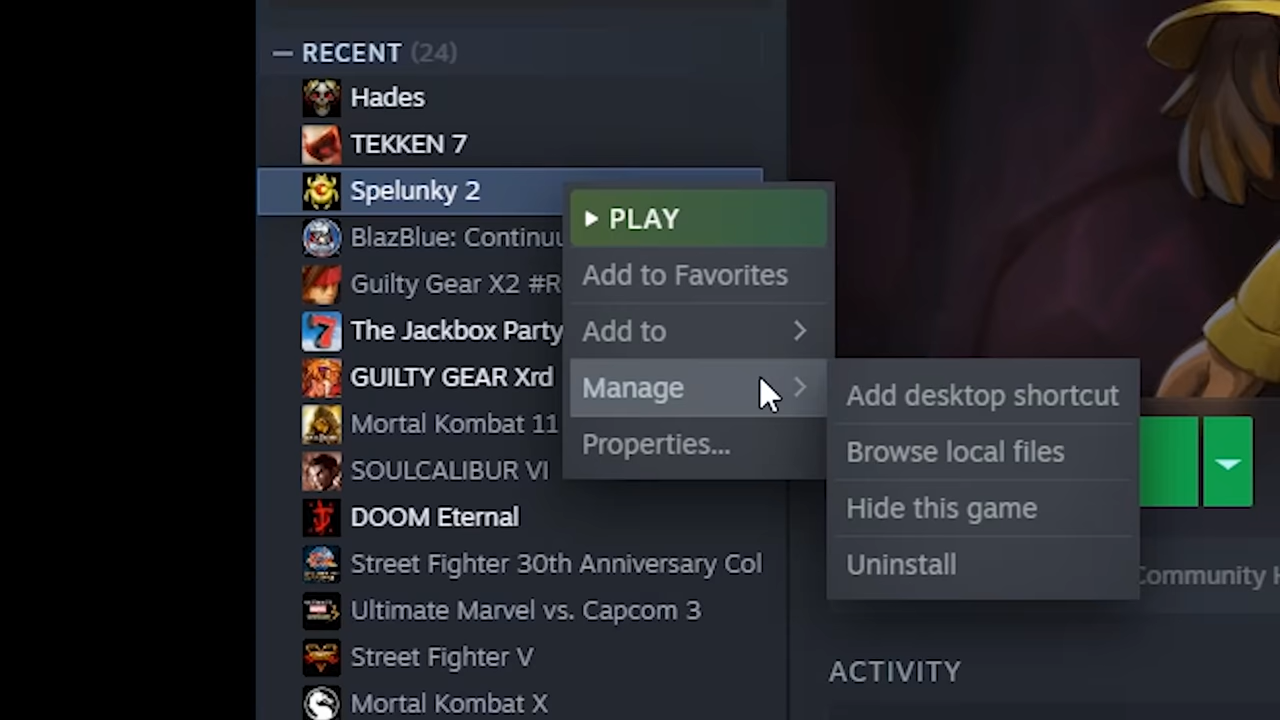 RECENT (24)
Hades
TEKKEN 7
Spelunky 2
BlazBlue:
Guilty Gear X2
The Jackbox Party
GUILTY GEAR Xrd
Mortal Kombat 11
SOULCALIBUR VI
DOOM Eternal
Street Fighter 30th Anniversary Col
Ultimate Marvel vs. Capcom 3
Street Fighter V
Mortal Kombat X
PLAY
Add to Favorites
Add to
Manage
Properties...
Add desktop shortcut
Browse local files
Hide this game
Uninstall
Community
ACTIVITY